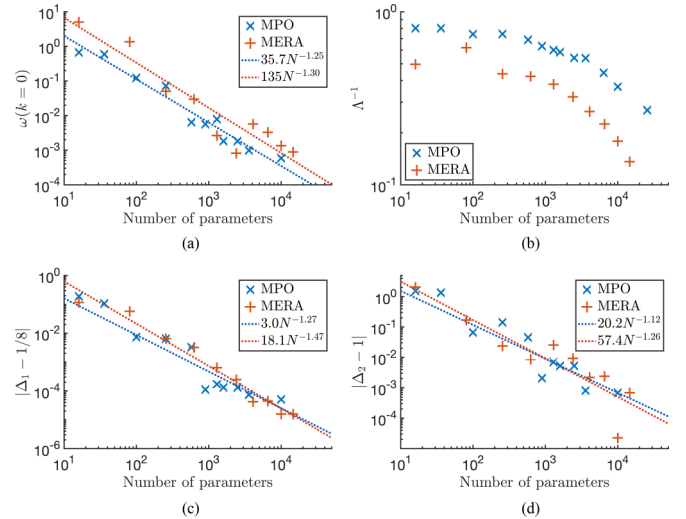 10^2
10^1
10^0
10^-1
10^-2
10^-3
10^-4
ω(k = 0)
MPO
MERA
35.7N^-1.25
135N^-1.30
10^1 10^2 10^3 10^4
Number of parameters
(a)
10^0
10^-1
Λ^-1
MPO
MERA
10^1 10^2 10^3 10^4
Number of parameters
(b)
10^0
10^-2
10^-4
10^-6
|Δ1 − 1/8|
MPO
MERA
3.0N^-1.27
18.1N^-1.47
10^1 10^2 10^3 10^4
Number of parameters
(c)
10^0
10^-1
10^-2
10^-3
10^-4
|Δ2 − 1|
MPO
MERA
20.2N^-1.12
57.4N^-1.26
10^1 10^2 10^3 10^4
Number of parameters
(d)